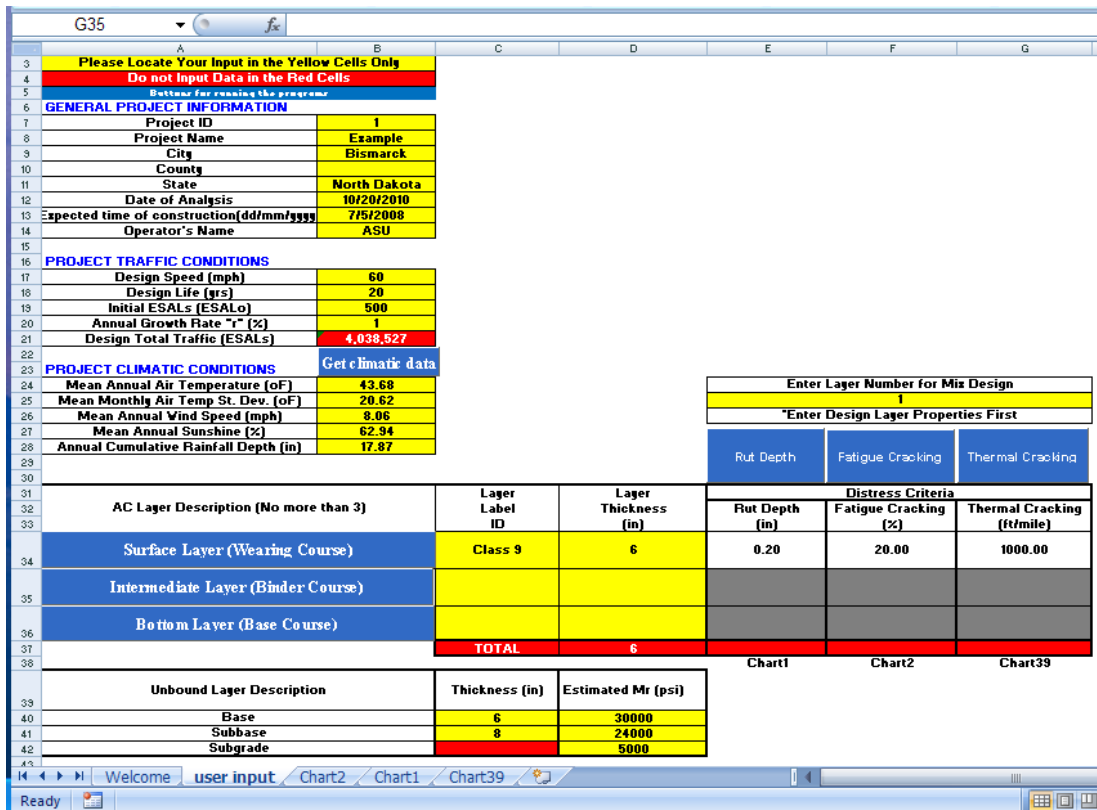 G35 fx
A B C D E F G
3 Please Locate Your Input in the Yellow Cells Only
4 Do not Input Data in the Red Cells
5 Buttons for running the programs
6 GENERAL PROJECT INFORMATION
7 Project ID 1
8 Project Name Example
9 City Bismarck
10 County
11 State North Dakota
12 Date of Analysis 10/20/2010
13 Expected time of construction(dd/mm/yyyy 7/5/2008
14 Operator's Name ASU
15
16 PROJECT TRAFFIC CONDITIONS
17 Design Speed (mph) 60
18 Design Life (yrs) 20
19 Initial ESALs (ESALo) 500
20 Annual Growth Rate "r" (%) 1
21 Design Total Traffic (ESALs) 4,038,527
22 Get climatic data
23 PROJECT CLIMATIC CONDITIONS
24 Mean Annual Air Temperature (oF) 43.68 Enter Layer Number for Mix Design
25 Mean Monthly Air Temp St. Dev. (oF) 20.62 1
26 Mean Annual Wind Speed (mph) 8.06 *Enter Design Layer Properties First
27 Mean Annual Sunshine (%) 62.94
28 Annual Cumulative Rainfall Depth (in) 17.87
29 Rut Depth Fatigue Cracking Thermal Cracking
30
31 Layer Layer Distress Criteria
32 AC Layer Description (No more than 3) Label Thickness Rut Depth Fatigue Cracking Thermal Cracking
33 ID (in) (in) (%) (ft/mile)
34 Surface Layer (Wearing Course) Class 9 6 0.20 20.00 1000.00
35 Intermediate Layer (Binder Course)
36 Bottom Layer (Base Course)
37 TOTAL 6
38 Chart1 Chart2 Chart39
39 Unbound Layer Description Thickness (in) Estimated Mr (psi)
40 Base 6 30000
41 Subbase 8 24000
42 Subgrade 5000
43
Welcome user input Chart2 Chart1 Chart39
Ready